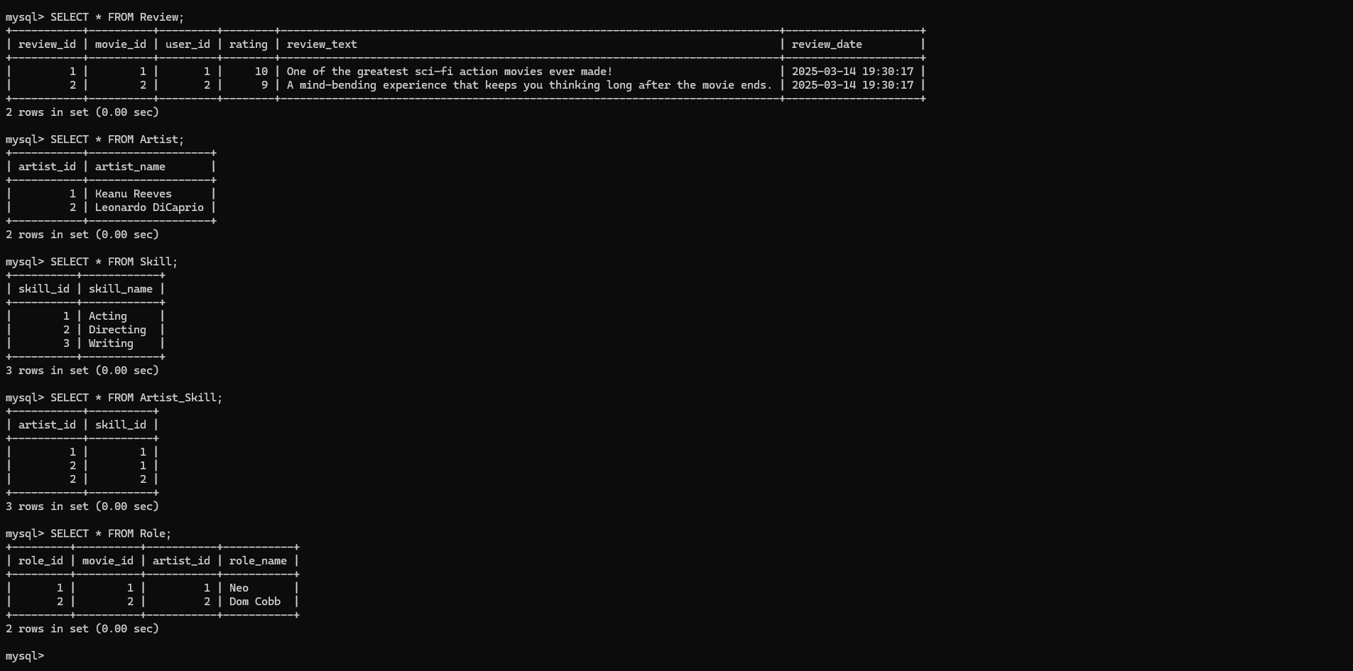 mysql> SELECT * FROM Review;
+-----------+----------+---------+--------+------------------------------------------------------------------------------+---------------------+
| review_id | movie_id | user_id | rating | review_text                                                                  | review_date         |
+-----------+----------+---------+--------+------------------------------------------------------------------------------+---------------------+
|         1 |        1 |       1 |     10 | One of the greatest sci-fi action movies ever made!                          | 2025-03-14 19:30:17 |
|         2 |        2 |       2 |      9 | A mind-bending experience that keeps you thinking long after the movie ends. | 2025-03-14 19:30:17 |
+-----------+----------+---------+--------+------------------------------------------------------------------------------+---------------------+
2 rows in set (0.00 sec)

mysql> SELECT * FROM Artist;
+-----------+-------------------+
| artist_id | artist_name       |
+-----------+-------------------+
|         1 | Keanu Reeves      |
|         2 | Leonardo DiCaprio |
+-----------+-------------------+
2 rows in set (0.00 sec)

mysql> SELECT * FROM Skill;
+----------+------------+
| skill_id | skill_name |
+----------+------------+
|        1 | Acting     |
|        2 | Directing  |
|        3 | Writing    |
+----------+------------+
3 rows in set (0.00 sec)

mysql> SELECT * FROM Artist_Skill;
+-----------+----------+
| artist_id | skill_id |
+-----------+----------+
|         1 |        1 |
|         2 |        1 |
|         2 |        2 |
+-----------+----------+
3 rows in set (0.00 sec)

mysql> SELECT * FROM Role;
+---------+----------+-----------+-----------+
| role_id | movie_id | artist_id | role_name |
+---------+----------+-----------+-----------+
|       1 |        1 |         1 | Neo       |
|       2 |        2 |         2 | Dom Cobb  |
+---------+----------+-----------+-----------+
2 rows in set (0.00 sec)

mysql>